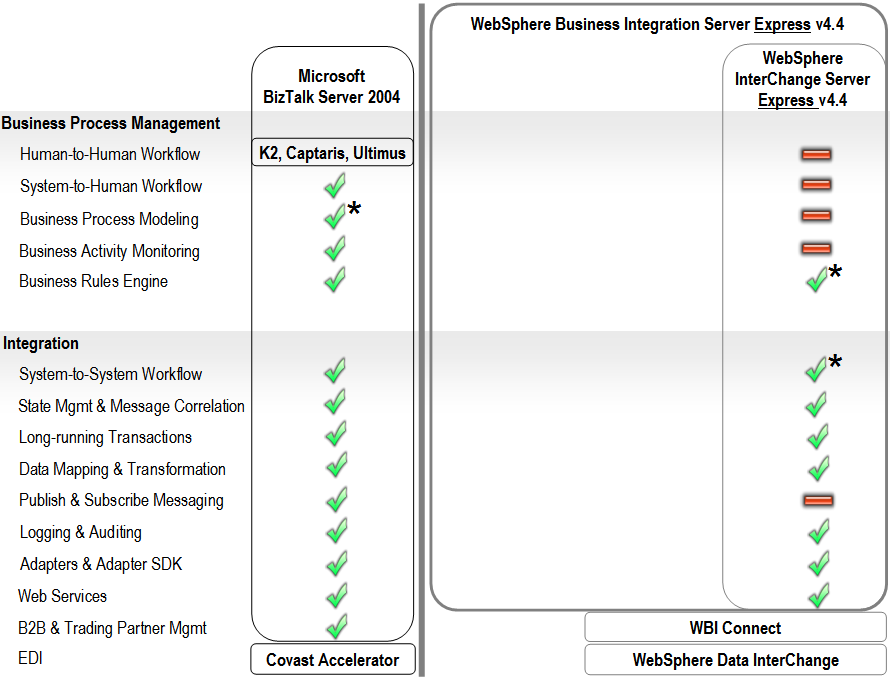 WebSphere Business Integration Server Express v4.4
Microsoft
BizTalk Server 2004
WebSphere
InterChange Server
Express v4.4
Business Process Management
Human-to-Human Workflow
K2, Captaris, Ultimus
System-to-Human Workflow
Business Process Modeling
*
Business Activity Monitoring
Business Rules Engine
*
Integration
System-to-System Workflow
*
State Mgmt & Message Correlation
Long-running Transactions
Data Mapping & Transformation
Publish & Subscribe Messaging
Logging & Auditing
Adapters & Adapter SDK
Web Services
B2B & Trading Partner Mgmt
WBI Connect
EDI
Covast Accelerator
WebSphere Data InterChange